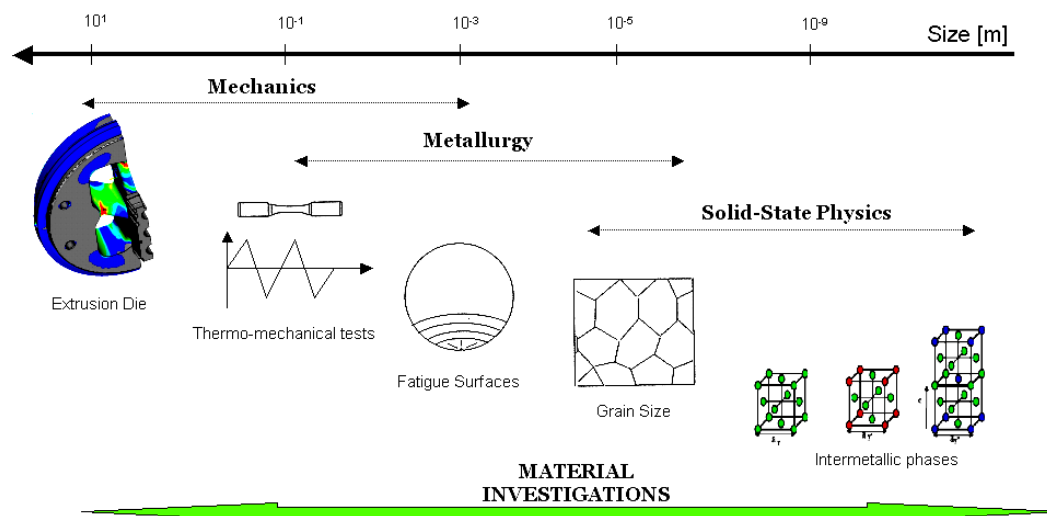 10¹ 10⁻¹ 10⁻³ 10⁻⁵ 10⁻⁹
Size [m]
Mechanics
Metallurgy
Solid-State Physics
Extrusion Die
Thermo-mechanical tests
Fatigue Surfaces
Grain Size
c
Intermetallic phases
MATERIAL
INVESTIGATIONS